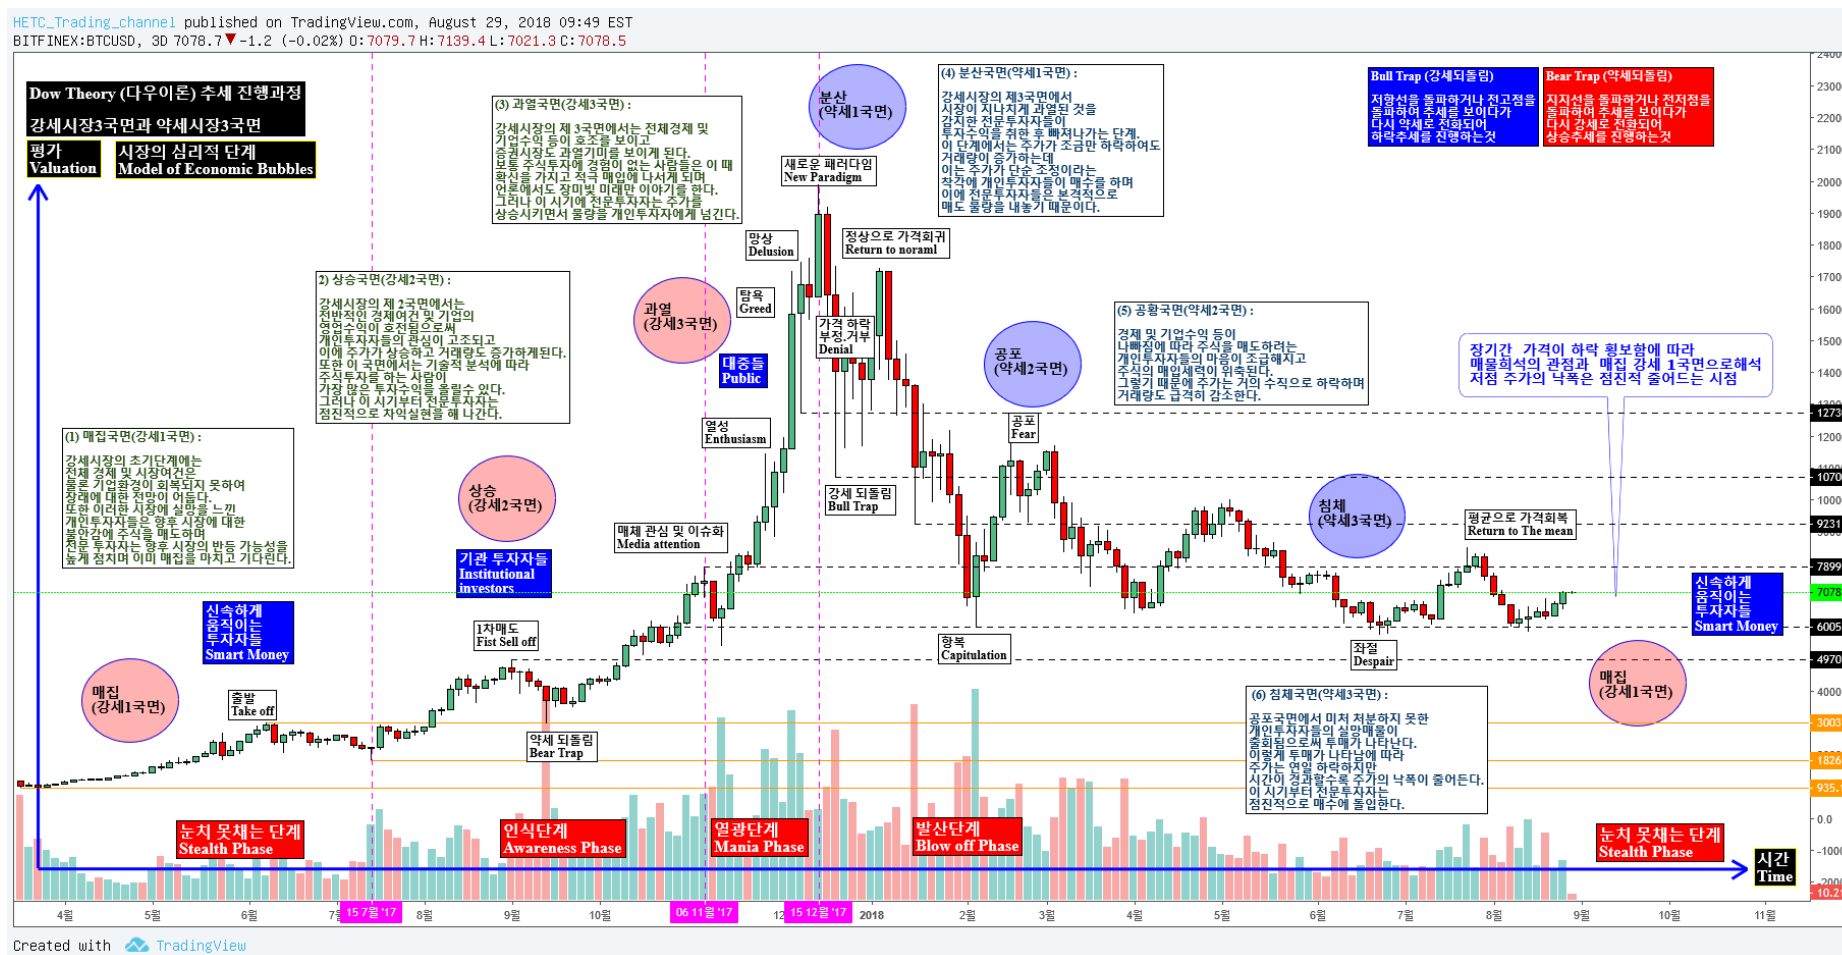 HETC_Trading_channel published on TradingView.com, August 29, 2018 09:49 EST
BITFINEX:BTCUSD, 3D 7078.7▼−1.2 (−0.02%) O:7079.7 H:7139.4 L:7021.3 C:7078.5
Dow Theory (다우이론) 추세 진행과정
강세시장3국면과 약세시장3국면
평가
Valuation
시장의 심리적 단계
Model of Economic Bubbles
(1) 매집국면(강세1국면) :
강세시장의 초기단계에는
전체 경제 및 시장여건은
물론 기업환경이 회복되지 못하여
장래에 대한 전망이 어둡다.
또한 이러한 시장에 실망을 느낀
개인투자자들은 향후 시장에 대한
불안감에 주식을 매도하며
전문 투자자는 향후 시장의 반등 가능성을
높게 점치며 이미 매집을 마치고 기다린다.
2) 상승국면(강세2국면) :
강세시장의 제 2국면에서는
전반적인 경제여건 및 기업의
영업수익이 호전됨으로써
개인투자자들의 관심이 고조되고
이에 주가가 상승하고 거래량도 증가하게된다.
또한 이 국면에서는 기술적 분석에 따라
주식투자를 하는 사람이
가장 많은 투자수익을 올릴수 있다.
그러나 이 시기부터 전문투자자는
점진적으로 차익실현을 해 나간다.
(3) 과열국면(강세3국면) :
강세시장의 제 3국면에서는 전체경제 및
기업수익 등이 호조를 보이고
증권시장도 과열기미를 보이게 된다.
보통 주식투자에 경험이 없는 사람들은 이 때
확신을 가지고 적극 매입에 나서게 되며
언론에서도 장미빛 미래만 이야기를 한다.
그러나 이 시기에 전문투자자는 주가를
상승시키면서 물량을 개인투자자에게 넘긴다.
분산
(약세1국면)
(4) 분산국면(약세1국면) :
강세시장의 제3국면에서
시장이 지나치게 과열된 것을
감지한 전문투자자들이
투자수익을 취한 후 빠져나가는 단계.
이 단계에서는 주가가 조금만 하락하여도
거래량이 증가하는데
이는 주가가 단순 조정이라는
착각에 개인투자자들이 매수를 하며
이에 전문투자자들은 본격적으로
매도 물량을 내놓기 때문이다.
Bull Trap (강세되돌림)
저항선을 돌파하거나 전고점을
돌파하여 추세를 보이다가
다시 약세로 전화되어
하락추세를 진행하는것
Bear Trap (약세되돌림)
지지선을 돌파하거나 전저점을
돌파하여 추세를 보이다가
다시 강세로 전환되어
상승추세를 진행하는것
새로운 패러다임
New Paradigm
망상
Delusion
정상으로 가격회귀
Return to noraml
탐욕
Greed
과열
(강세3국면)
가격 하락
부정.거부
Denial
대중들
Public
열성
Enthusiasm
공포
(약세2국면)
(5) 공황국면(약세2국면) :
경제 및 기업수익 등이
나빠짐에 따라 주식을 매도하려는
개인투자자들의 마음이 조급해지고
주식의 매입세력이 위축된다.
그렇기 때문에 주가는 거의 수직으로 하락하며
거래량도 급격히 감소한다.
장기간 가격이 하락 횡보함에 따라
매물희석의 관점과 매집 강세 1국면으로해석
저점 주가의 낙폭은 점진적 줄어드는 시점
공포
Fear
상승
(강세2국면)
강세 되돌림
Bull Trap
침체
(약세3국면)
평균으로 가격회복
Return to The mean
매체 관심 및 이슈화
Media attention
기관 투자자들
Institutional
investors
신속하게
움직이는
투자자들
Smart Money
신속하게
움직이는
투자자들
Smart Money
1차매도
Fist Sell off
항복
Capitulation
좌절
Despair
매집
(강세1국면)
출발
Take off
약세 되돌림
Bear Trap
매집
(강세1국면)
(6) 침체국면(약세3국면) :
공포국면에서 미처 처분하지 못한
개인투자자들의 실망매물이
출회됨으로써 투매가 나타난다.
이렇게 투매가 나타남에 따라
주가는 연일 하락하지만
시간이 경과할수록 주가의 낙폭이 줄어든다.
이 시기부터 전문투자자는
점진적으로 매수에 돌입한다.
눈치 못채는 단계
Stealth Phase
인식단계
Awareness Phase
열광단계
Mania Phase
발산단계
Blow off Phase
눈치 못채는 단계
Stealth Phase
시간
Time
23000
22000
21000
20000
19000
18000
17000
16000
15000
14000
12730
12000
10700
10000
9231
7899
7078
6005
4970
4000
3003
1826
935.
0.0
-1000
-2000
10.21
4월 5월 6월 15 7월 '17 8월 9월 10월 06 11월 '17 15 12월 '17 2018 2월 3월 4월 5월 6월 7월 8월 9월 10월 11월
Created with TradingView